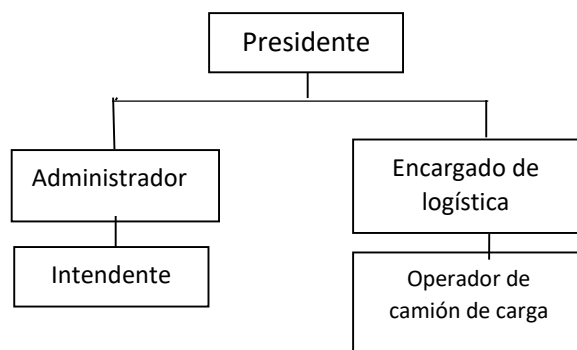 Presidente
Administrador
Encargado de
logística
Intendente
Operador de
camión de carga